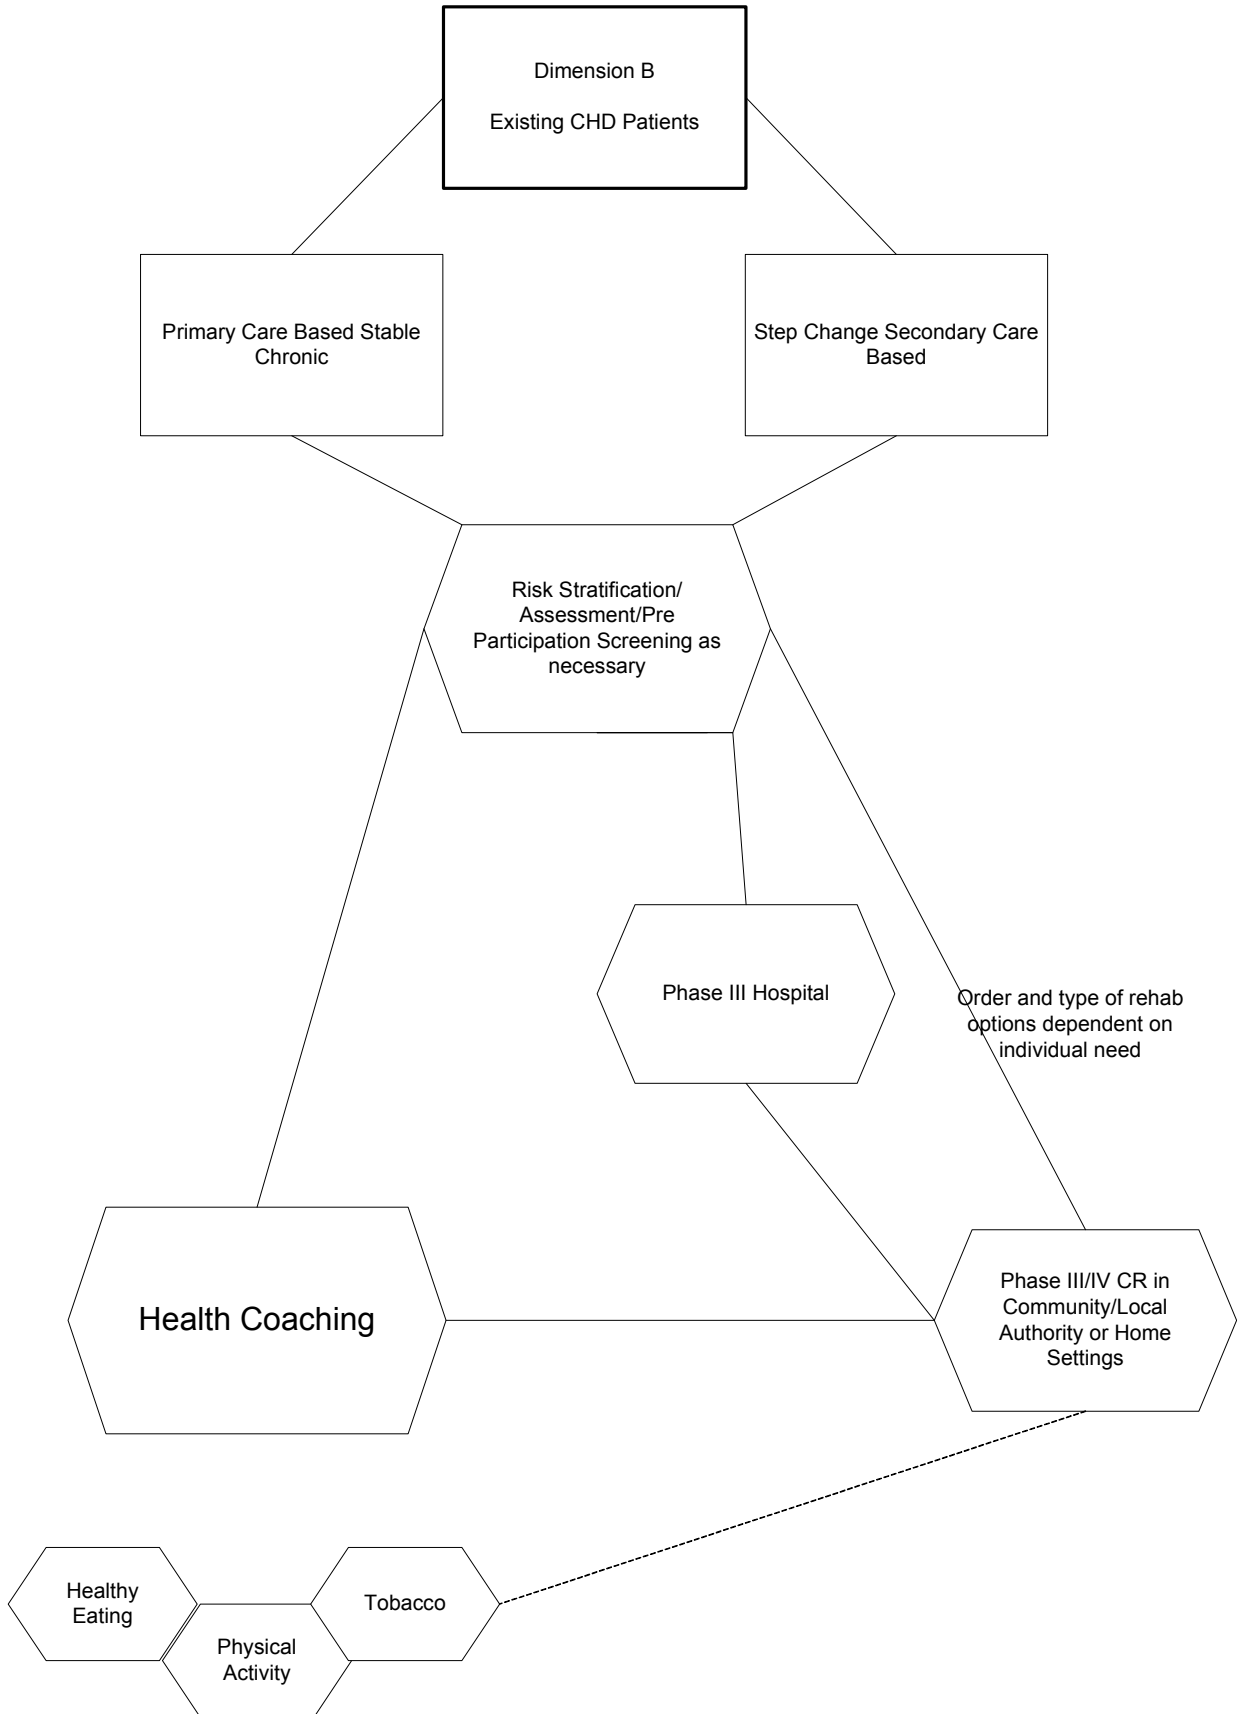 Dimension B
Existing CHD Patients
Primary Care Based Stable
Chronic
Step Change Secondary Care
Based
Risk Stratification/
Assessment/Pre
Participation Screening as
necessary
Phase III Hospital
Order and type of rehab
options dependent on
individual need
Health Coaching
Phase III/IV CR in
Community/Local
Authority or Home
Settings
Healthy
Eating
Tobacco
Physical
Activity